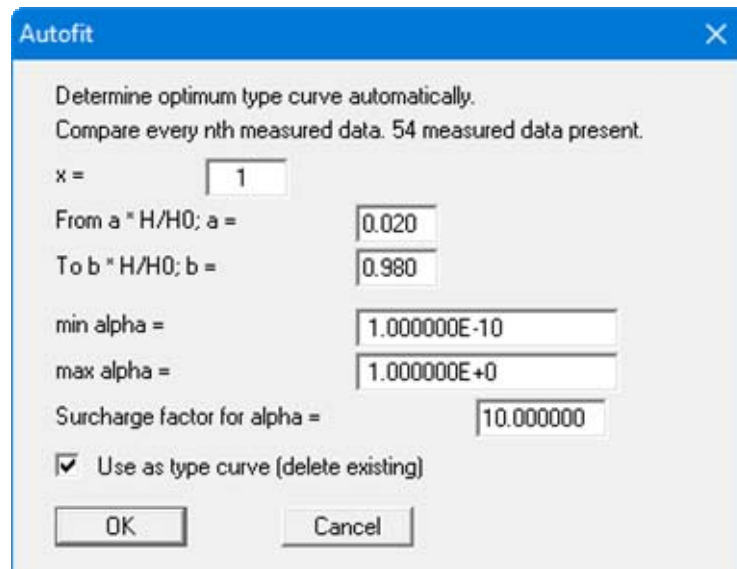 Autofit
Determine optimum type curve automatically.
Compare every nth measured data. 54 measured data present.
x = 1
From a * H/H0; a = 0.020
To b * H/H0; b = 0.980
min alpha = 1.000000E-10
max alpha = 1.000000E+0
Surcharge factor for alpha = 10.000000
Use as type curve (delete existing)
OK Cancel